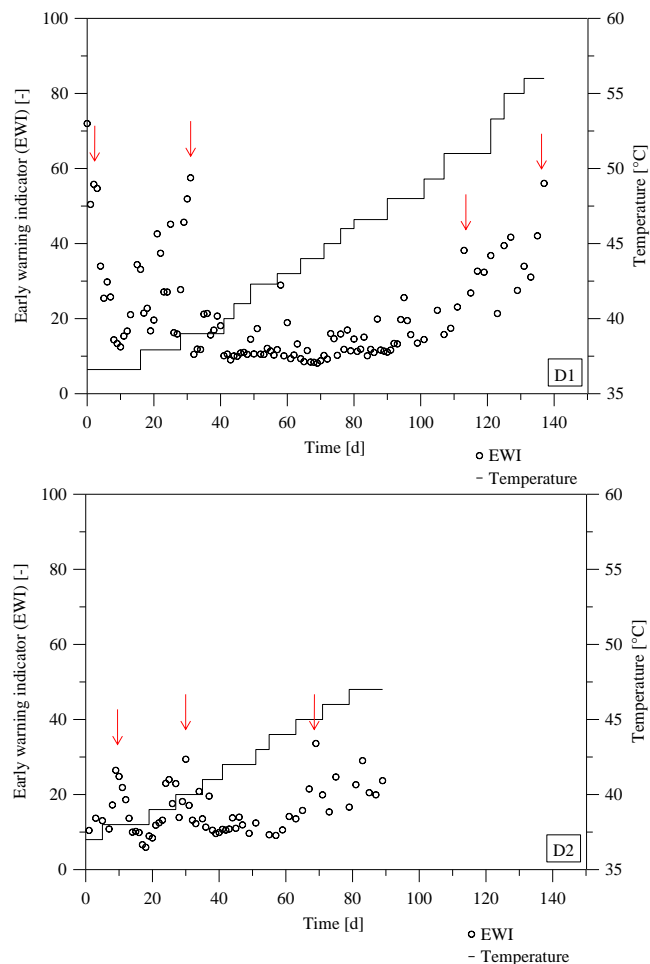 100
80
60
40
20
0
Early warning indicator (EWI) [-]
60
55
50
45
40
35
Temperature [°C]
D1
0 20 40 60 80 100 120 140
Time [d]
EWI
Temperature
100
80
60
40
20
0
Early warning indicator (EWI) [-]
60
55
50
45
40
35
Temperature [°C]
D2
0 20 40 60 80 100 120 140
Time [d]
EWI
Temperature